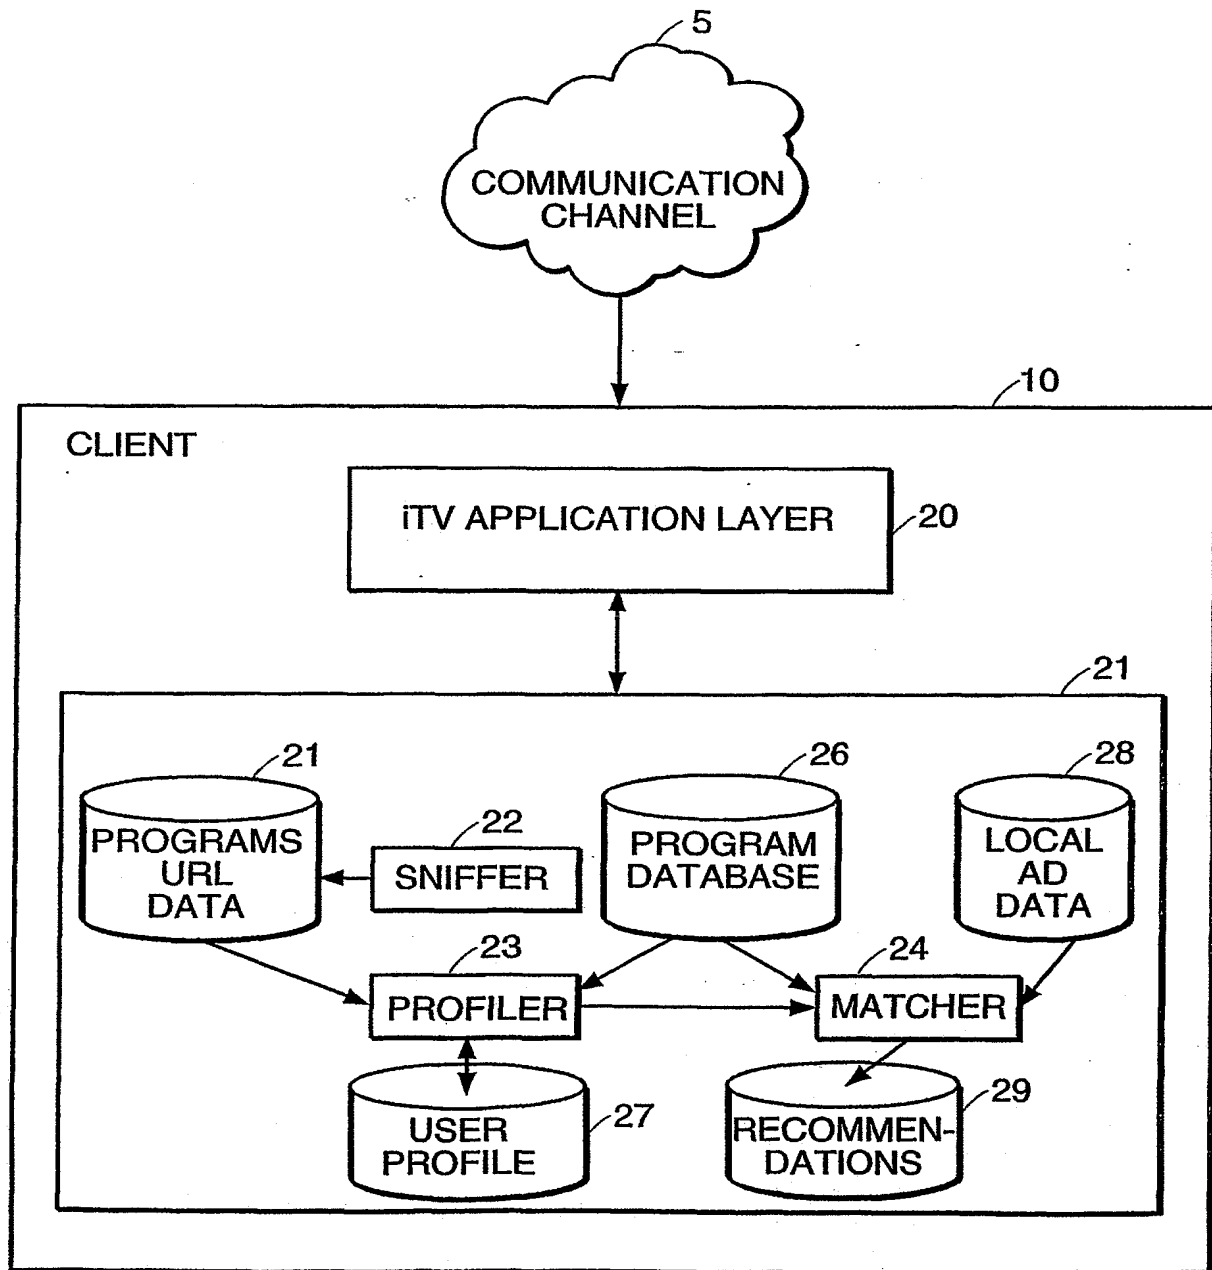 5
COMMUNICATION
CHANNEL
10
CLIENT
iTV APPLICATION LAYER
20
21
21
26
28
PROGRAMS
URL
DATA
22
SNIFFER
PROGRAM
DATABASE
LOCAL
AD
DATA
23
24
PROFILER
MATCHER
USER
PROFILE
27
RECOMMEN-
DATIONS
29